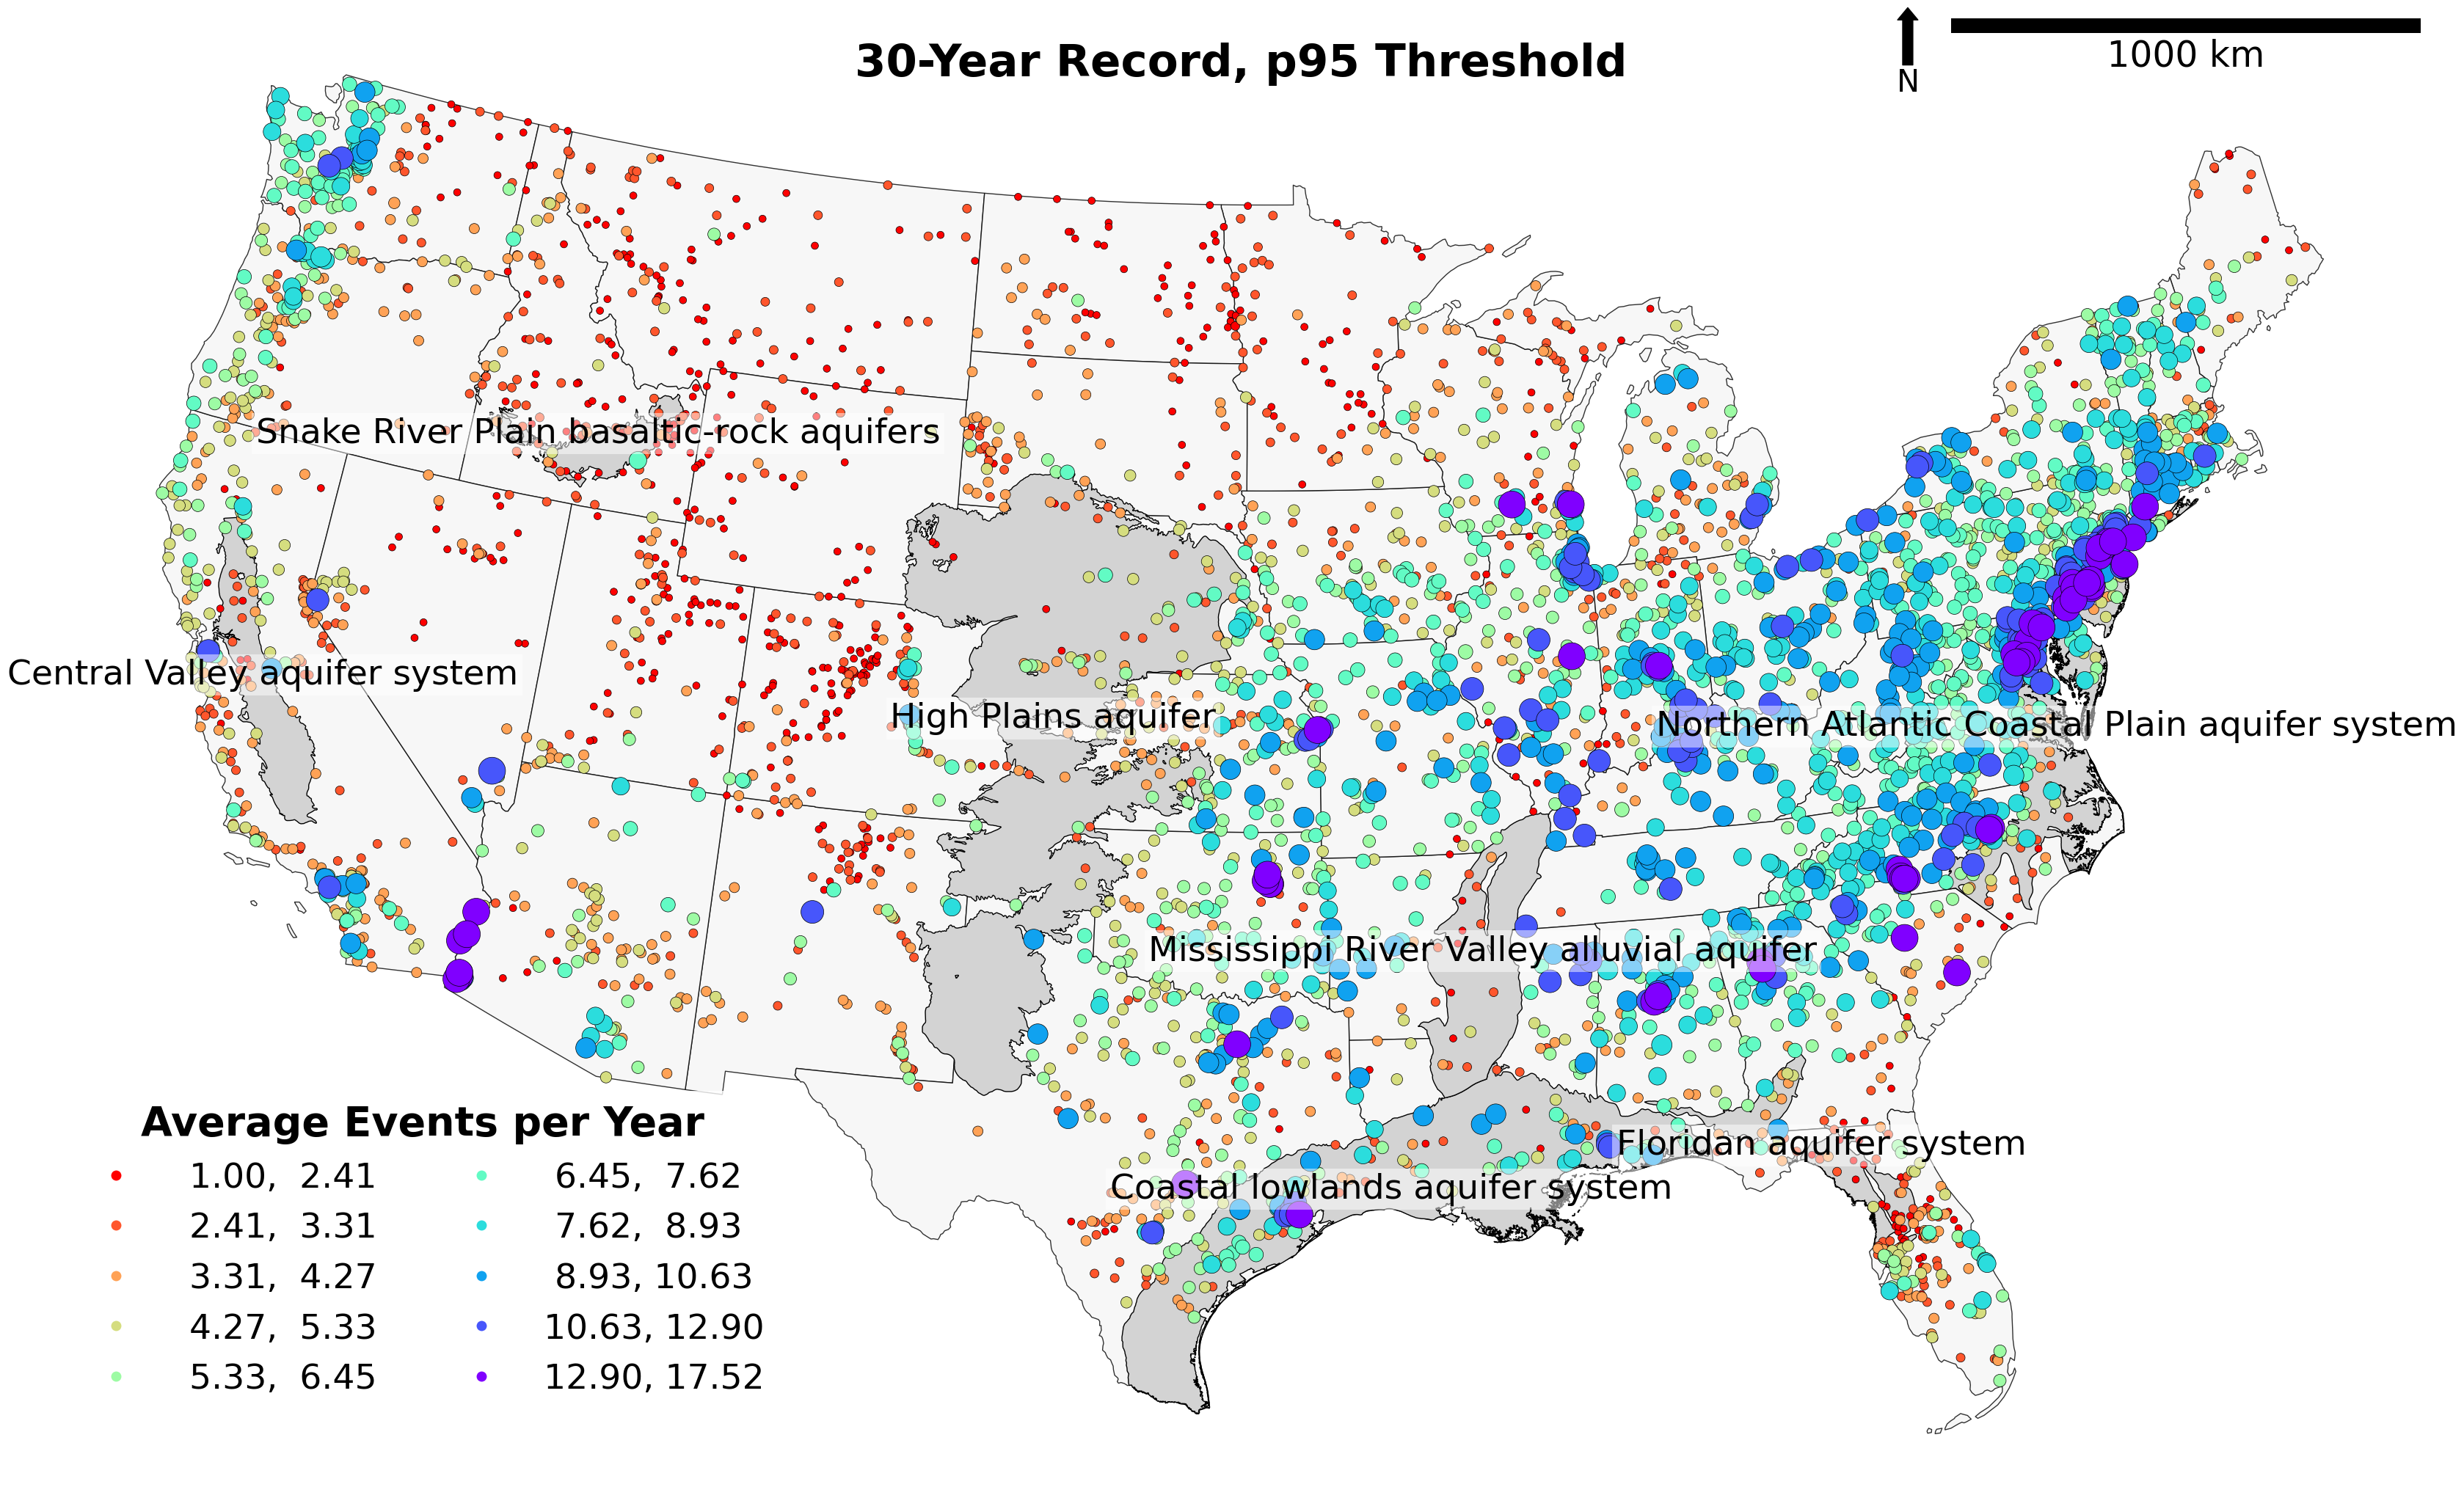 30-Year Record, p95 Threshold
N
1000 km
Snake River Plain basaltic-rock aquifers
Central Valley aquifer system
High Plains aquifer
Northern Atlantic Coastal Plain aquifer system
Mississippi River Valley alluvial aquifer
Floridan aquifer system
Coastal lowlands aquifer system
Average Events per Year
1.00, 2.41
2.41, 3.31
3.31, 4.27
4.27, 5.33
5.33, 6.45
6.45, 7.62
7.62, 8.93
8.93, 10.63
10.63, 12.90
12.90, 17.52